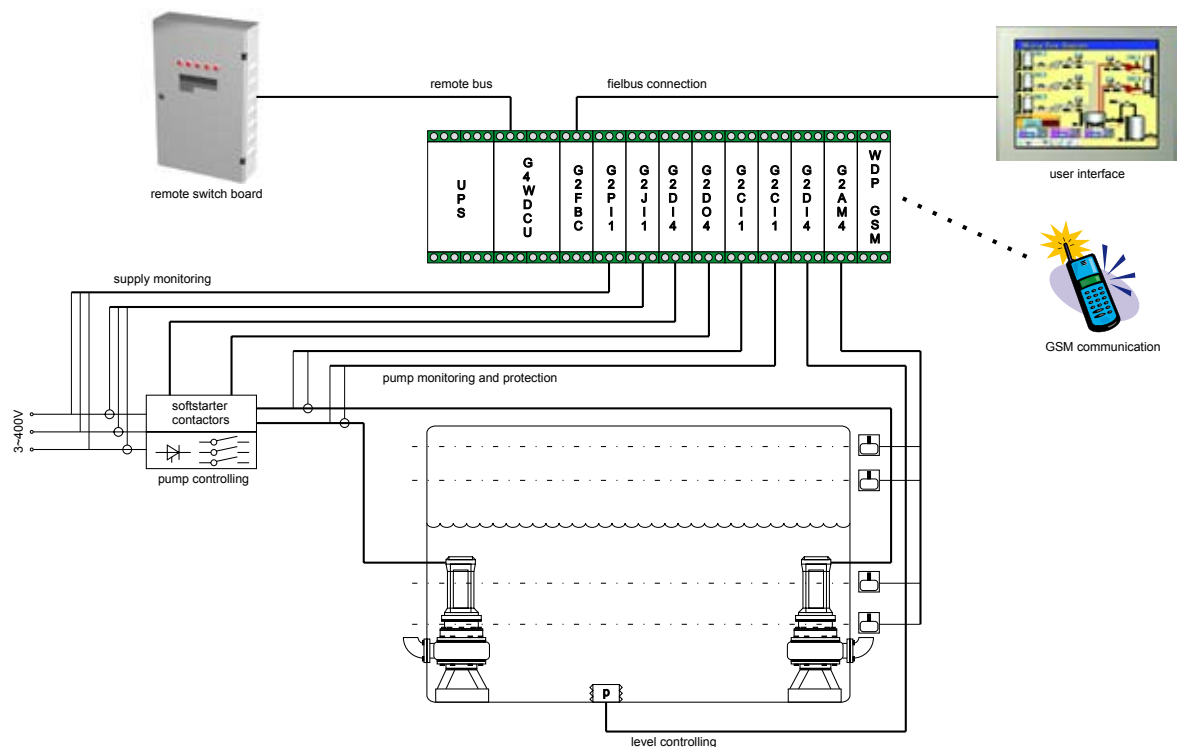 remote bus
fielbus connection
remote switch board
user interface
UPS
G4WDCU
G2FBC
G2PI1
G2JI1
G2DI4
G2DO4
G2CI1
G2CI1
G2DI4
G2AM4
WDP GSM
supply monitoring
GSM communication
pump monitoring and protection
softstarter
contactors
3~400V
pump controlling
p
level controlling